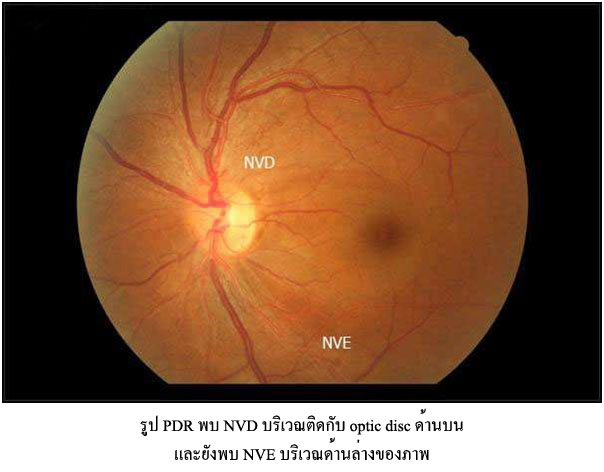 NVD
NVE
รูป PDR พบ NVD บริเวณติดกับ optic disc ด้านบน
และยังพบ NVE บริเวณด้านล่างของภาพ